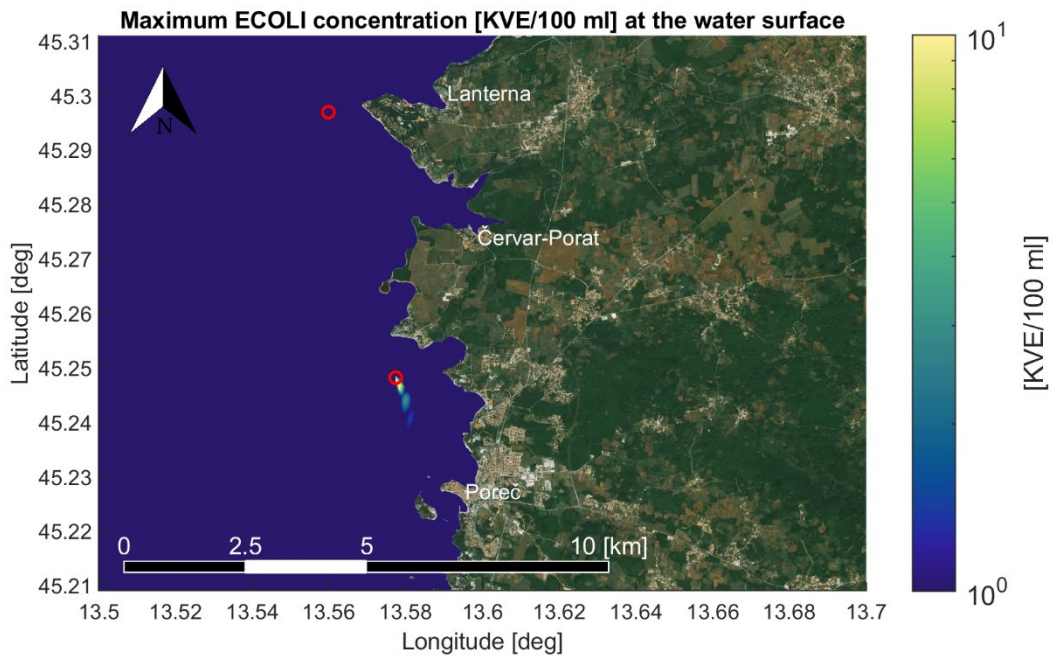 Maximum ECOLI concentration [KVE/100 ml] at the water surface
45.31
45.3
45.29
45.28
45.27
45.26
45.25
45.24
45.23
45.22
45.21
Latitude [deg]
N
Lanterna
Červar-Porat
Poreč
0 2.5 5 10 [km]
13.5 13.52 13.54 13.56 13.58 13.6 13.62 13.64 13.66 13.68 13.7
Longitude [deg]
10¹
10⁰
[KVE/100 ml]